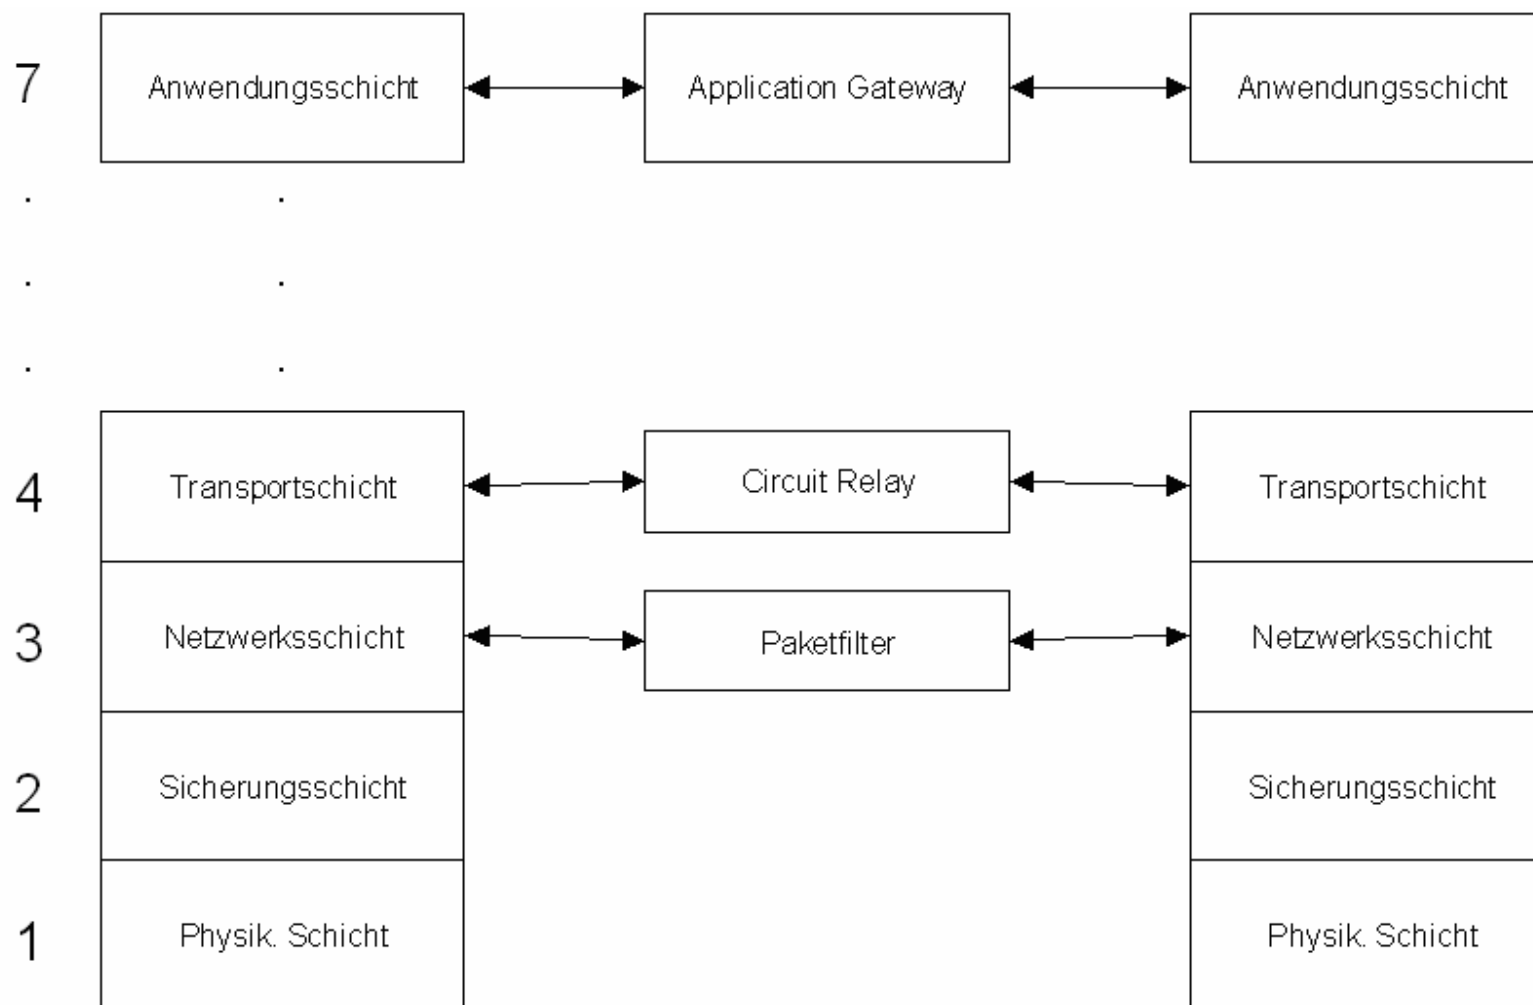 7 Anwendungsschicht Application Gateway Anwendungsschicht
. .
. .
. .
4 Transportschicht Circuit Relay Transportschicht
3 Netzwerksschicht Paketfilter Netzwerksschicht
2 Sicherungsschicht Sicherungsschicht
1 Physik. Schicht Physik. Schicht